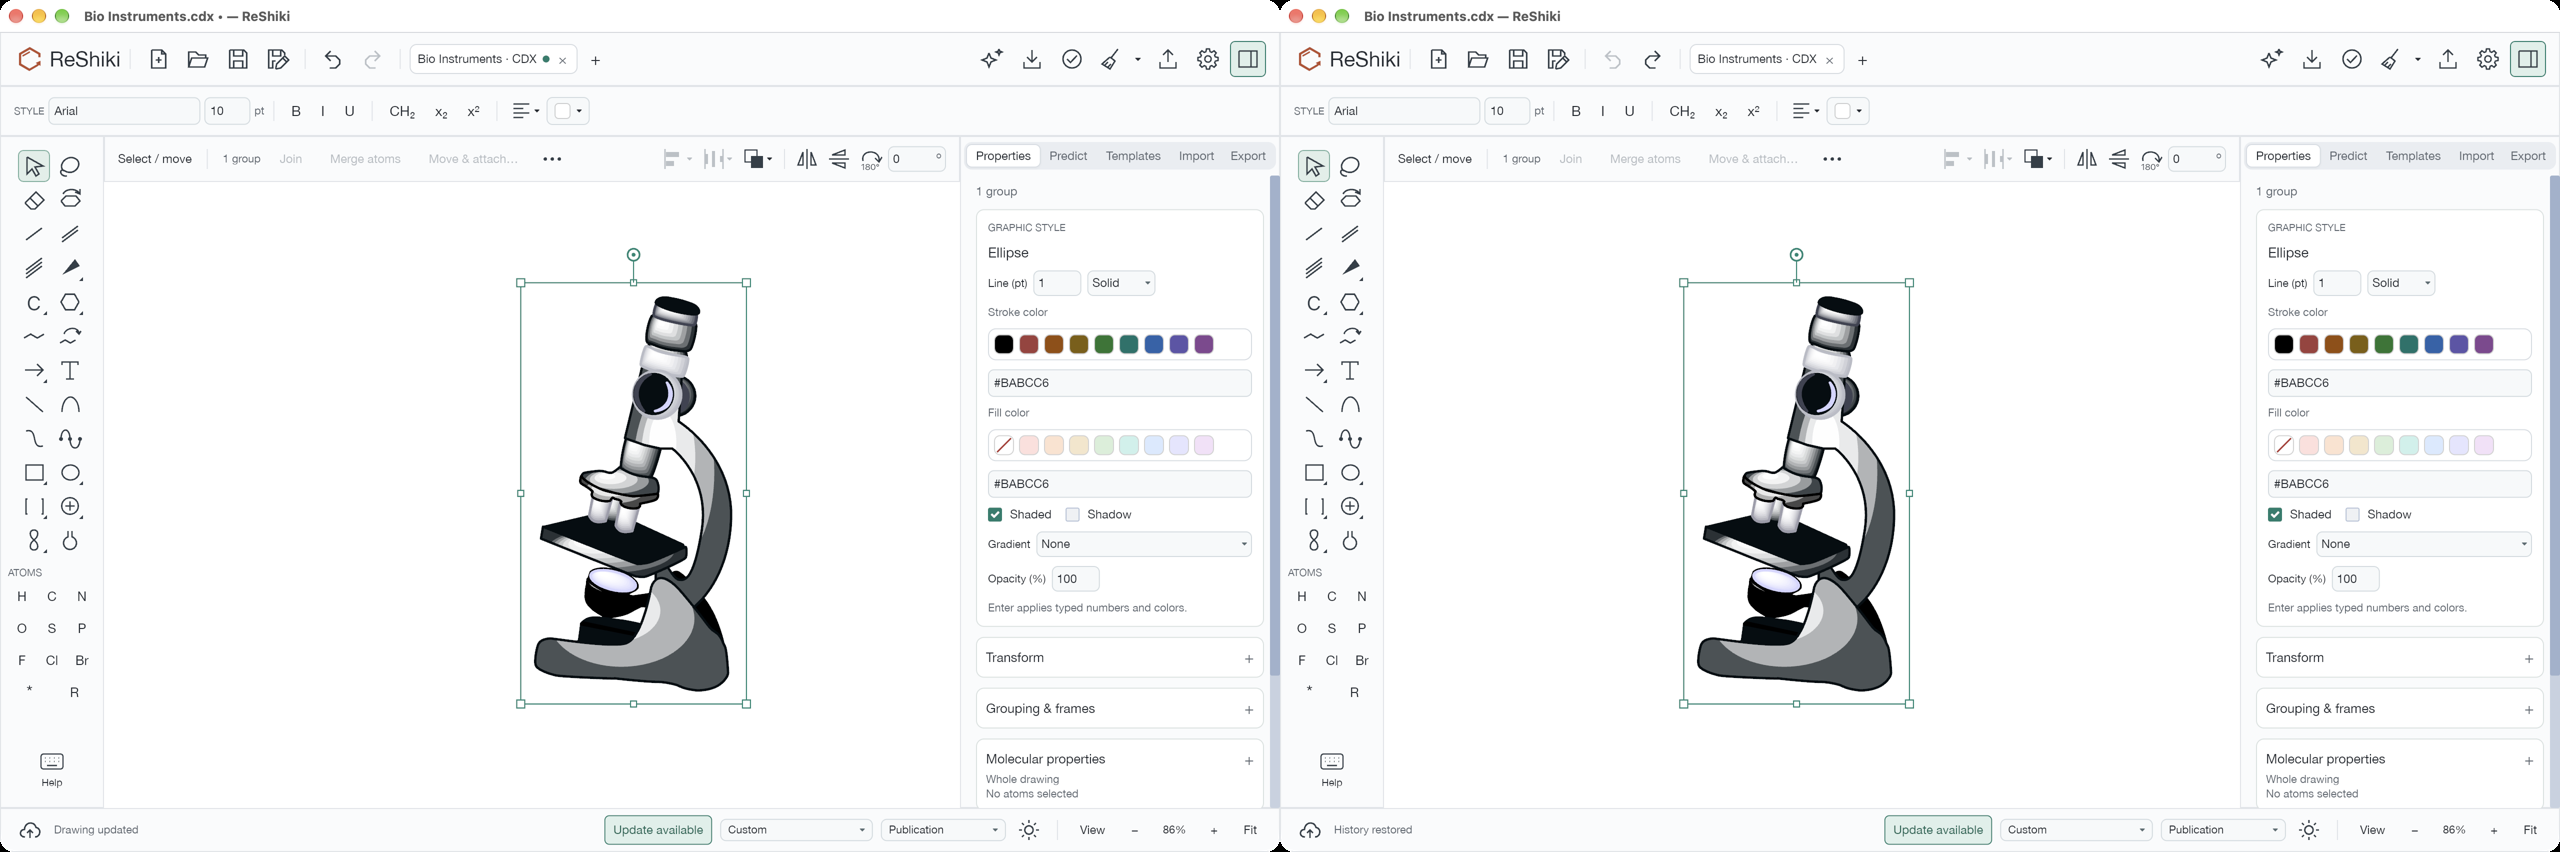 Bio Instruments.cdx • — ReShiki
ReShiki
Bio Instruments · CDX
STYLE Arial 10 pt B I U CH₂ x₂ x²
Select / move 1 group Join Merge atoms Move & attach... 180° 0 °
C
T
ATOMS
H C N
O S P
F Cl Br
* R
Help
Properties Predict Templates Import Export
1 group
GRAPHIC STYLE
Ellipse
Line (pt) 1 Solid
Stroke color
#BABCC6
Fill color
#BABCC6
Shaded Shadow
Gradient None
Opacity (%) 100
Enter applies typed numbers and colors.
Transform +
Grouping & frames +
Molecular properties +
Whole drawing
No atoms selected
Drawing updated Update available Custom Publication View − 86% + Fit
Bio Instruments.cdx — ReShiki
ReShiki
Bio Instruments · CDX
STYLE Arial 10 pt B I U CH₂ x₂ x²
Select / move 1 group Join Merge atoms Move & attach... 180° 0 °
C
T
ATOMS
H C N
O S P
F Cl Br
* R
Help
Properties Predict Templates Import Export
1 group
GRAPHIC STYLE
Ellipse
Line (pt) 1 Solid
Stroke color
#BABCC6
Fill color
#BABCC6
Shaded Shadow
Gradient None
Opacity (%) 100
Enter applies typed numbers and colors.
Transform +
Grouping & frames +
Molecular properties +
Whole drawing
No atoms selected
History restored Update available Custom Publication View − 86% + Fit